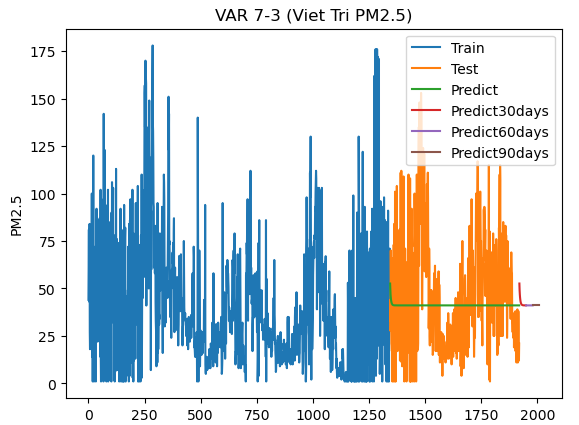 VAR 7-3 (Viet Tri PM2.5)
PM2.5
175
150
125
100
75
50
25
0
0
250
500
750
1000
1250
1500
1750
2000
Train
Test
Predict
Predict30days
Predict60days
Predict90days